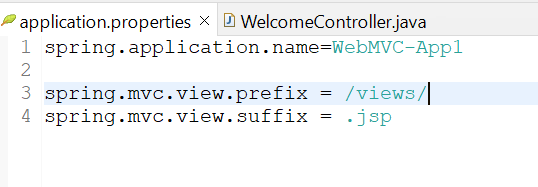 application.properties WelcomeController.java
1 spring.application.name=WebMVC-App1
2
3 spring.mvc.view.prefix = /views/
4 spring.mvc.view.suffix = .jsp